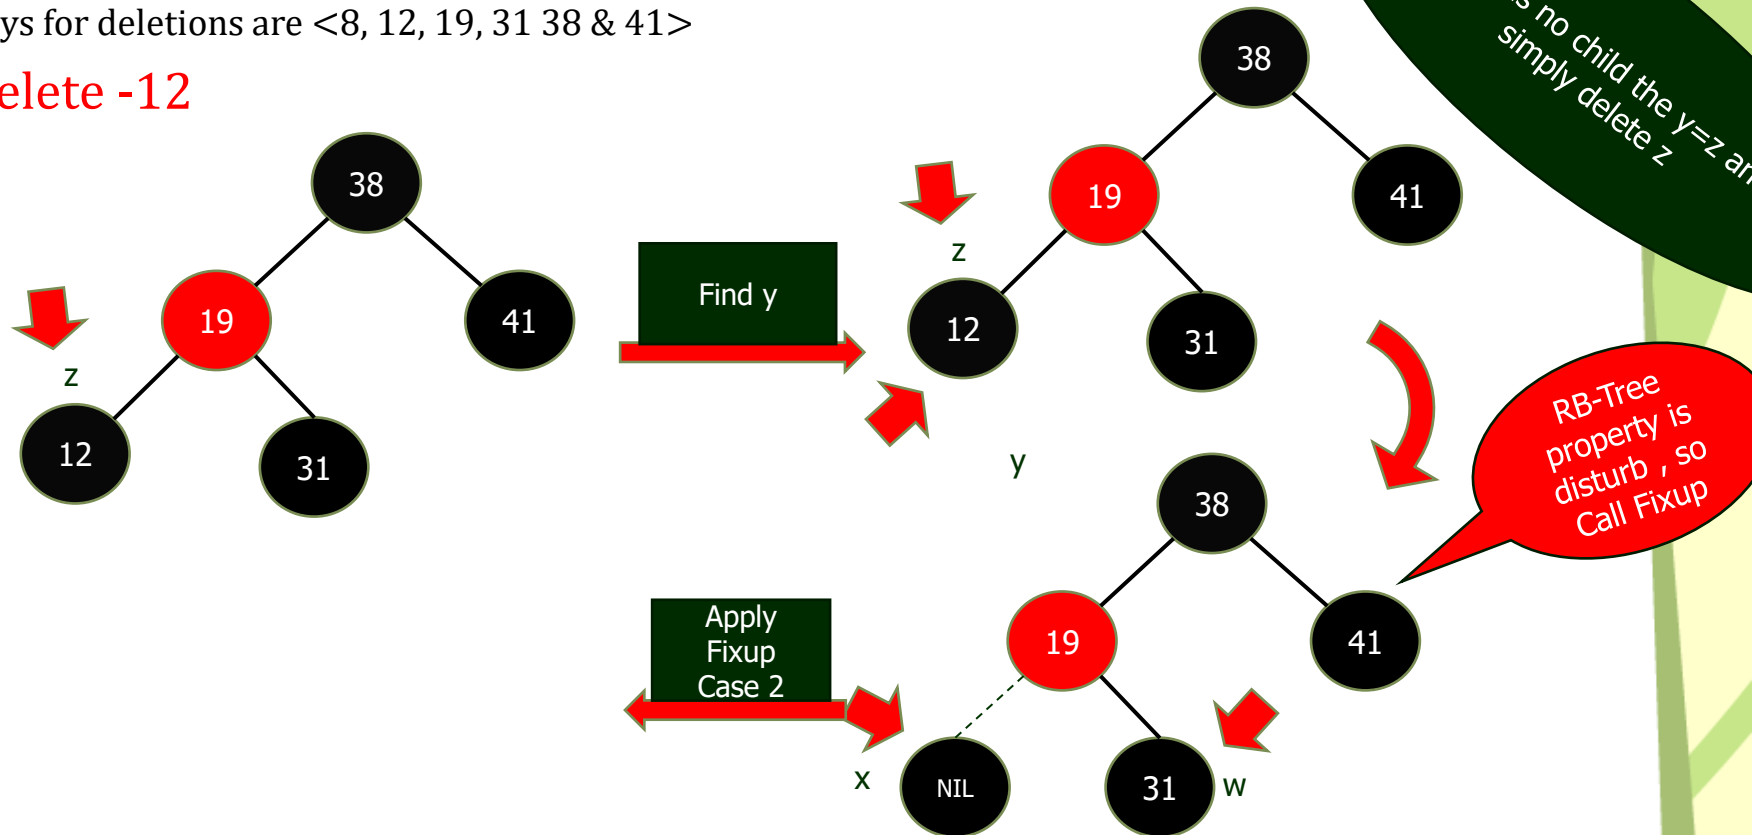 ys for deletions are <8, 12, 19, 31 38 & 41>
elete -12
s no child the y=z an
simply delete z
38
19
41
z
12
31
Find y
38
19
41
z
12
31
y
RB-Tree
property is
disturb , so
Call Fixup
38
19
41
Apply
Fixup
Case 2
x
NIL
31
w